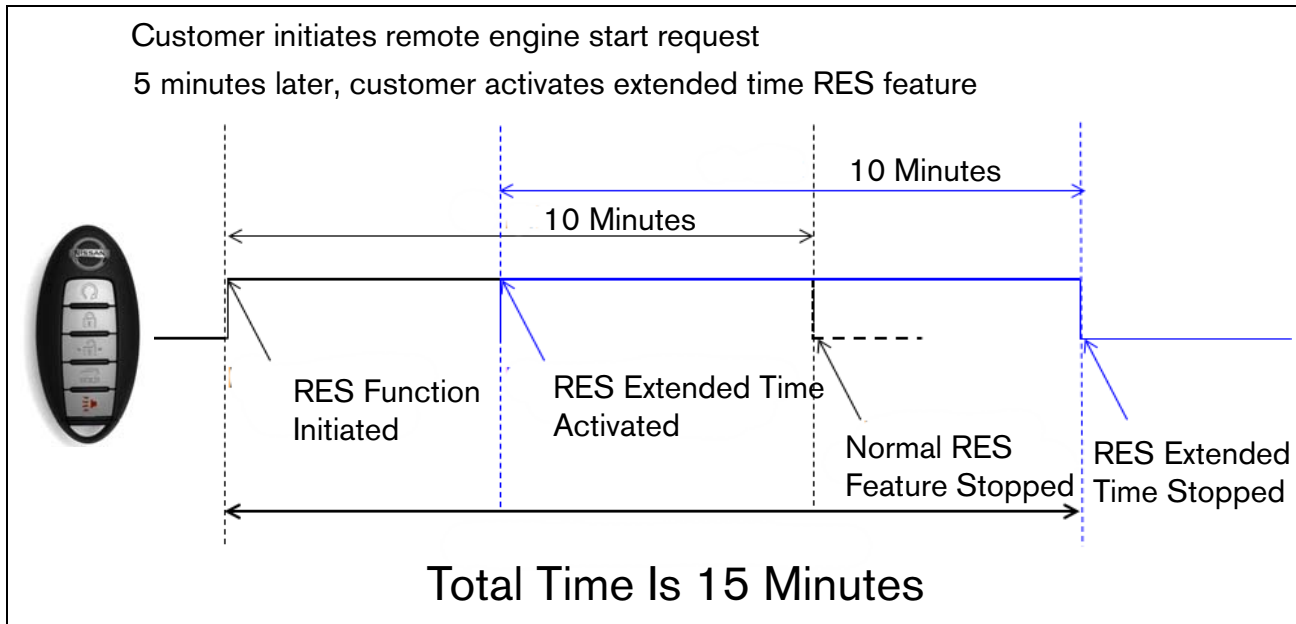 Customer initiates remote engine start request
5 minutes later, customer activates extended time RES feature
10 Minutes
10 Minutes
NISSAN
RES Function
Initiated
RES Extended Time
Activated
Normal RES
Feature Stopped
RES Extended
Time Stopped
Total Time Is 15 Minutes